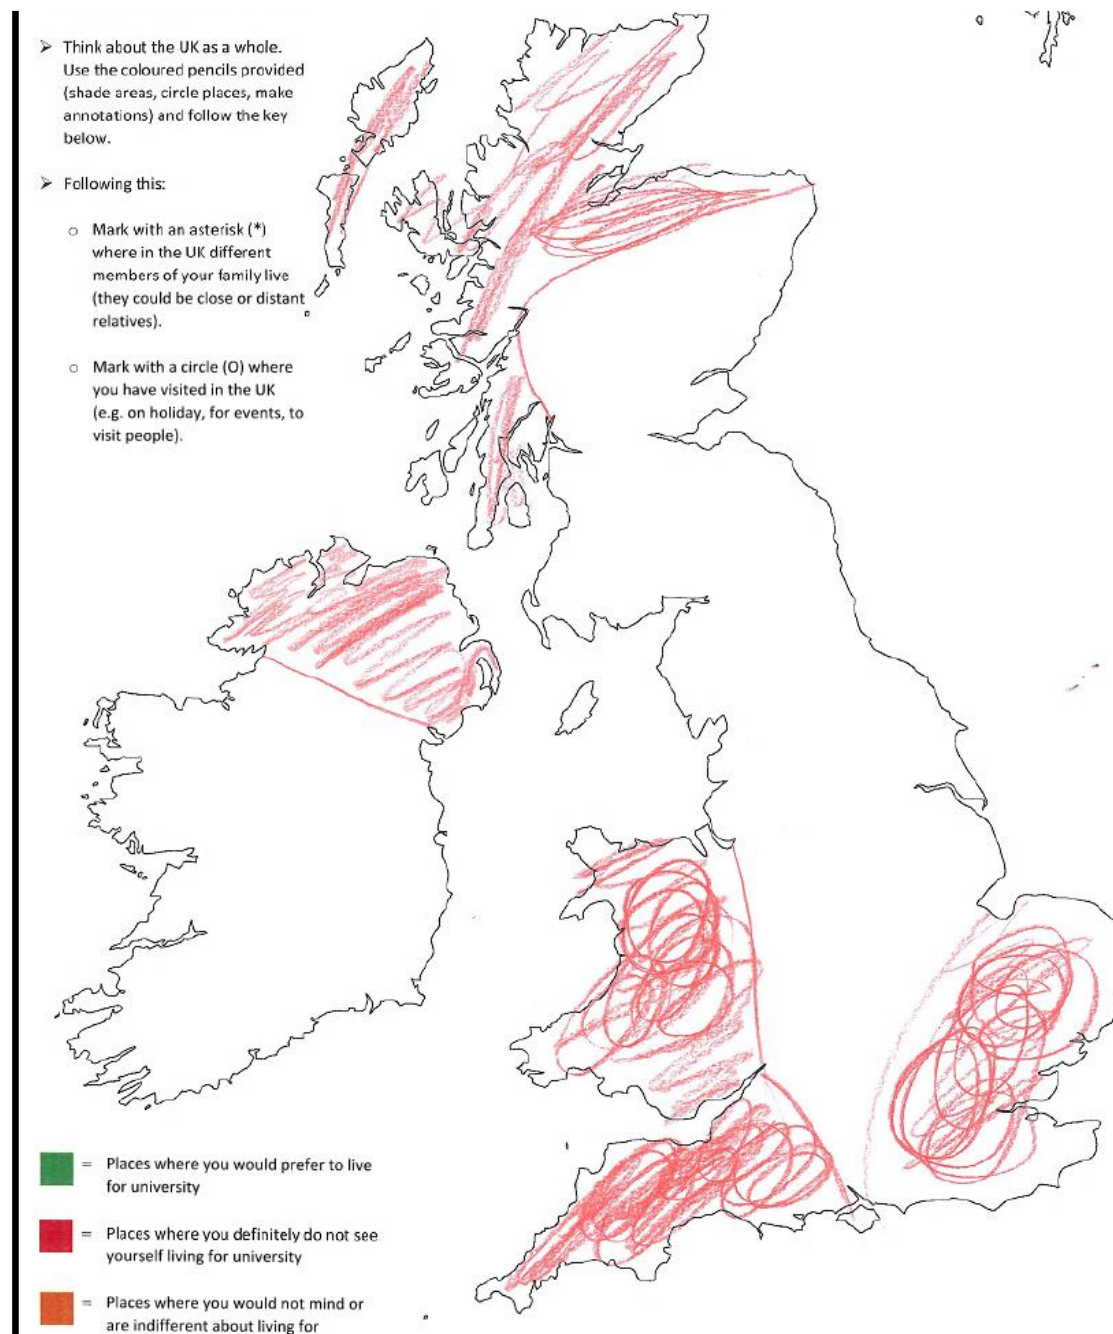 ➢ Think about the UK as a whole.
Use the coloured pencils provided
(shade areas, circle places, make
annotations) and follow the key
below.
➢ Following this:
o Mark with an asterisk (*)
where in the UK different
members of your family live
(they could be close or distant
relatives).
o Mark with a circle (O) where
you have visited in the UK
(e.g. on holiday, for events, to
visit people).
= Places where you would prefer to live
for university
= Places where you definitely do not see
yourself living for university
= Places where you would not mind or
are indifferent about living for